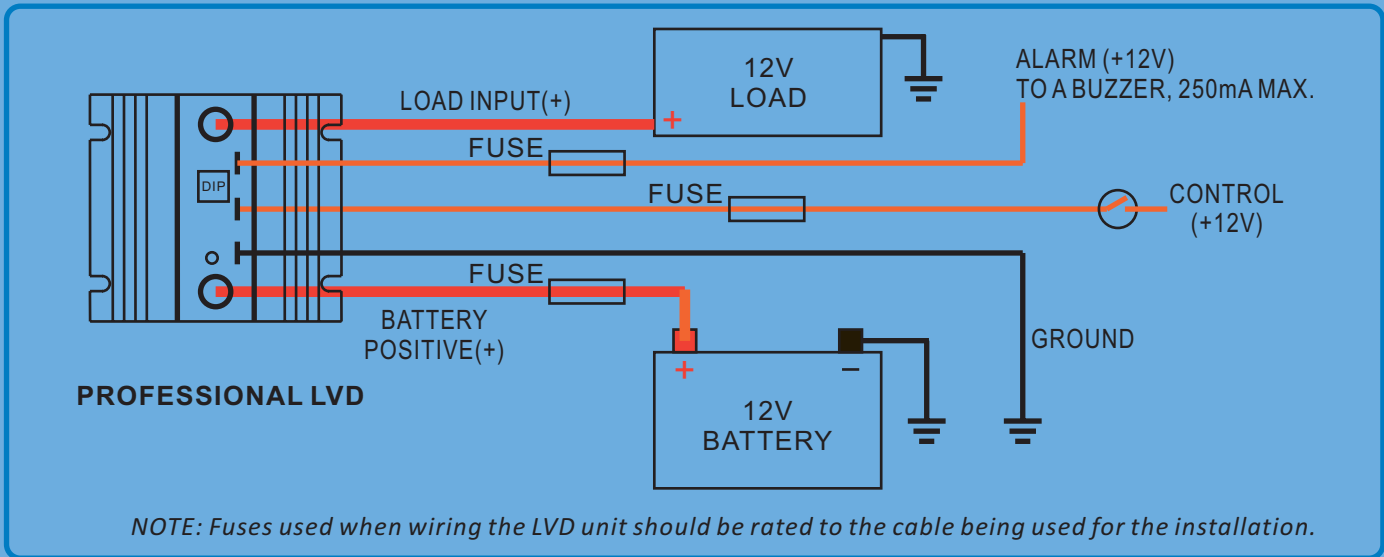 12V
LOAD
+
ALARM (+12V)
TO A BUZZER, 250mA MAX.
LOAD INPUT(+)
FUSE
DIP
FUSE
CONTROL
(+12V)
FUSE
BATTERY
POSITIVE(+)
GROUND
PROFESSIONAL LVD
+
−
12V
BATTERY
NOTE: Fuses used when wiring the LVD unit should be rated to the cable being used for the installation.